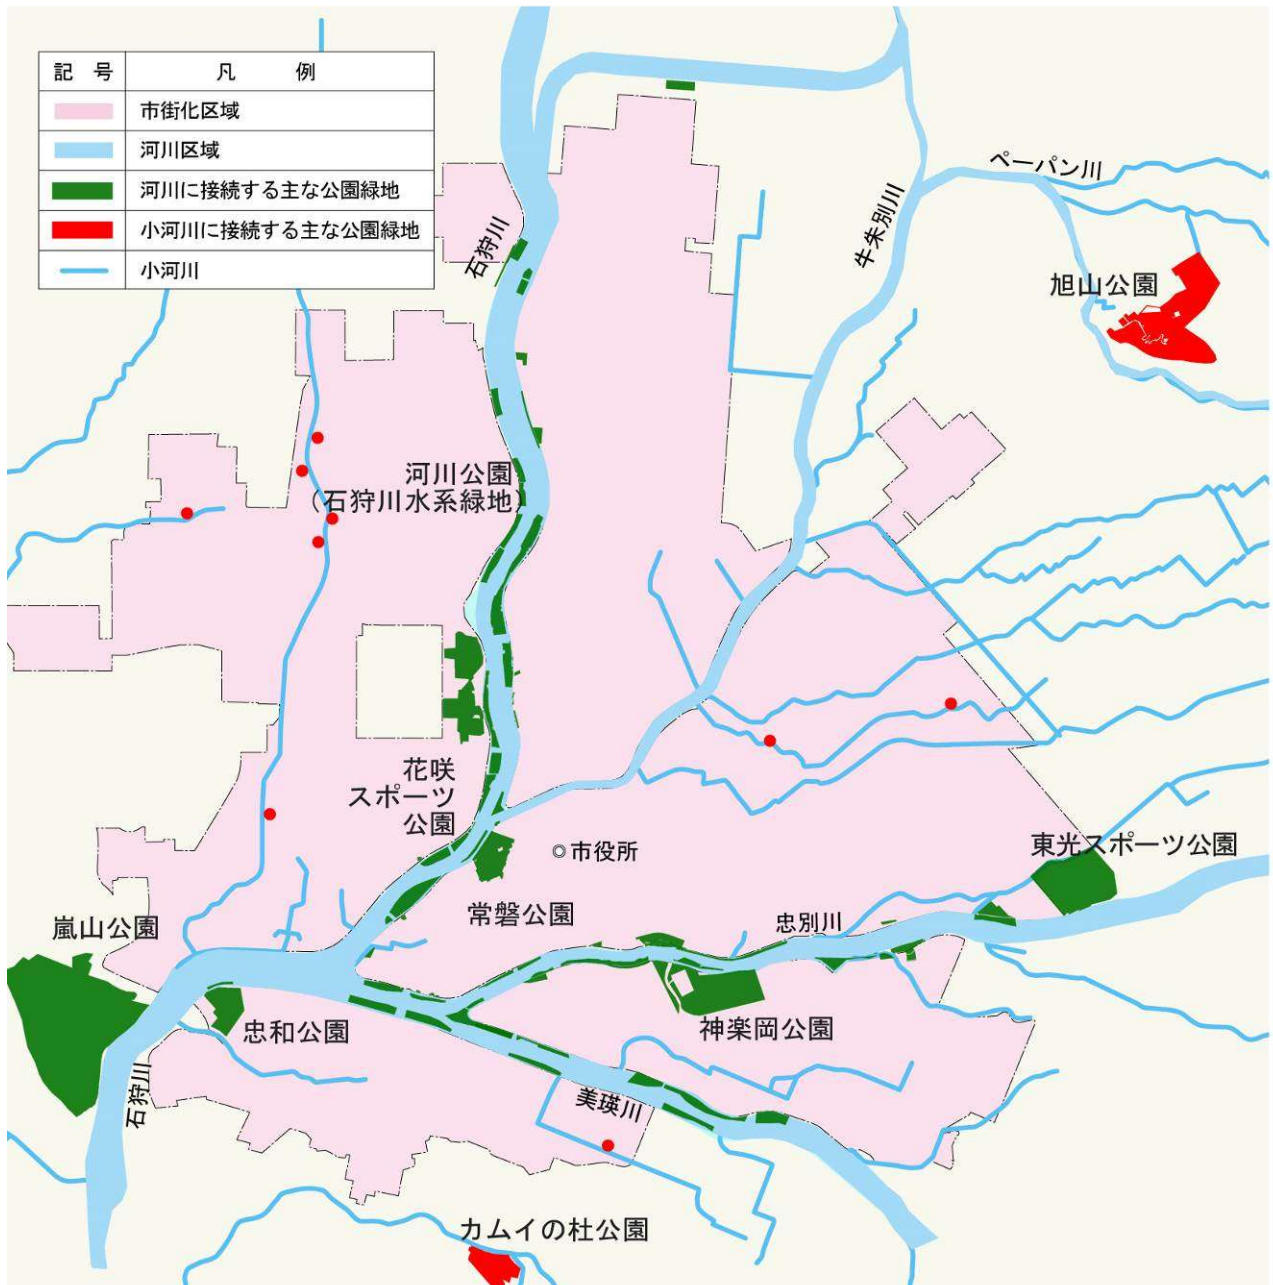 記号 凡例
市街化区域
河川区域
河川に接続する主な公園緑地
小河川に接続する主な公園緑地
小河川
ペーパン川
牛朱別川
石狩川
旭山公園
河川公園
（石狩川水系緑地）
花咲
スポーツ
公園
市役所
東光スポーツ公園
常磐公園
忠別川
嵐山公園
神楽岡公園
忠和公園
石狩川
美瑛川
カムイの杜公園